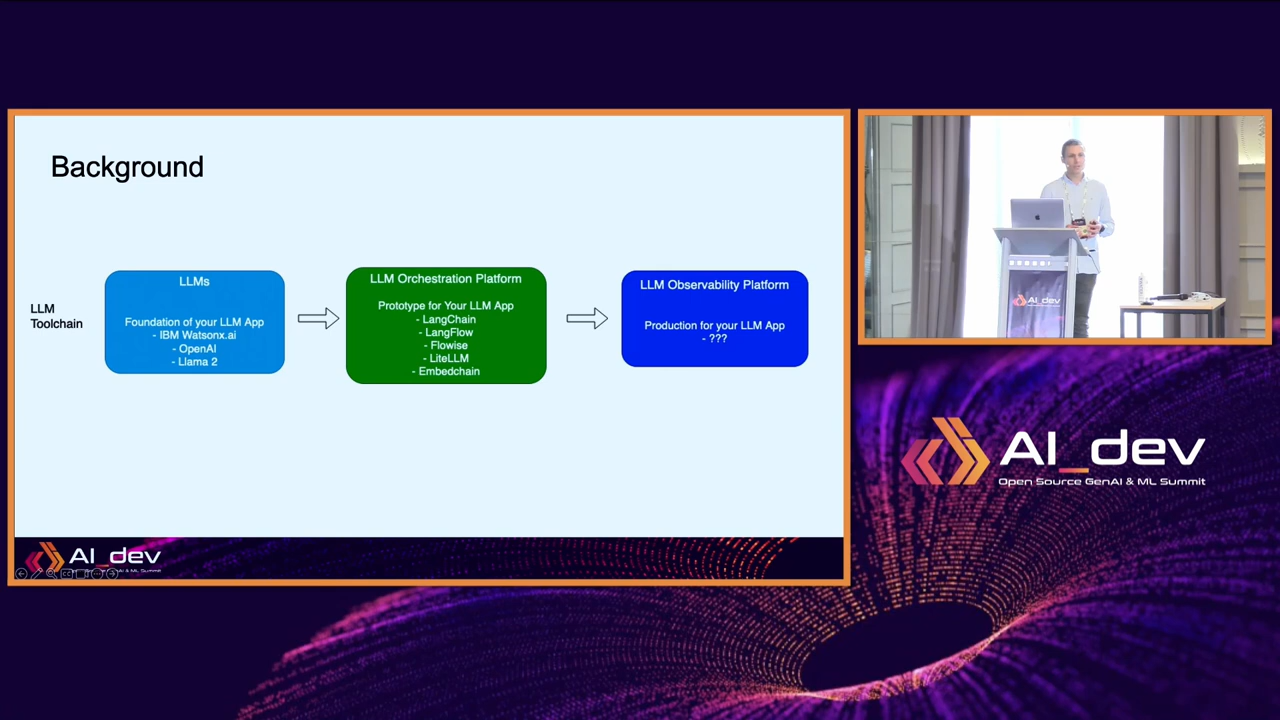 Background
LLM
Toolchain
LLMs
Foundation of your LLM App
- IBM Watsonx.ai
- OpenAI
- Llama 2
LLM Orchestration Platform
Prototype for Your LLM App
- LangChain
- LangFlow
- Flowise
- LiteLLM
- Embedchain
LLM Observability Platform
Production for your LLM App
- ???
AI_dev
AI_dev
AI_dev
Open Source GenAI & ML Summit